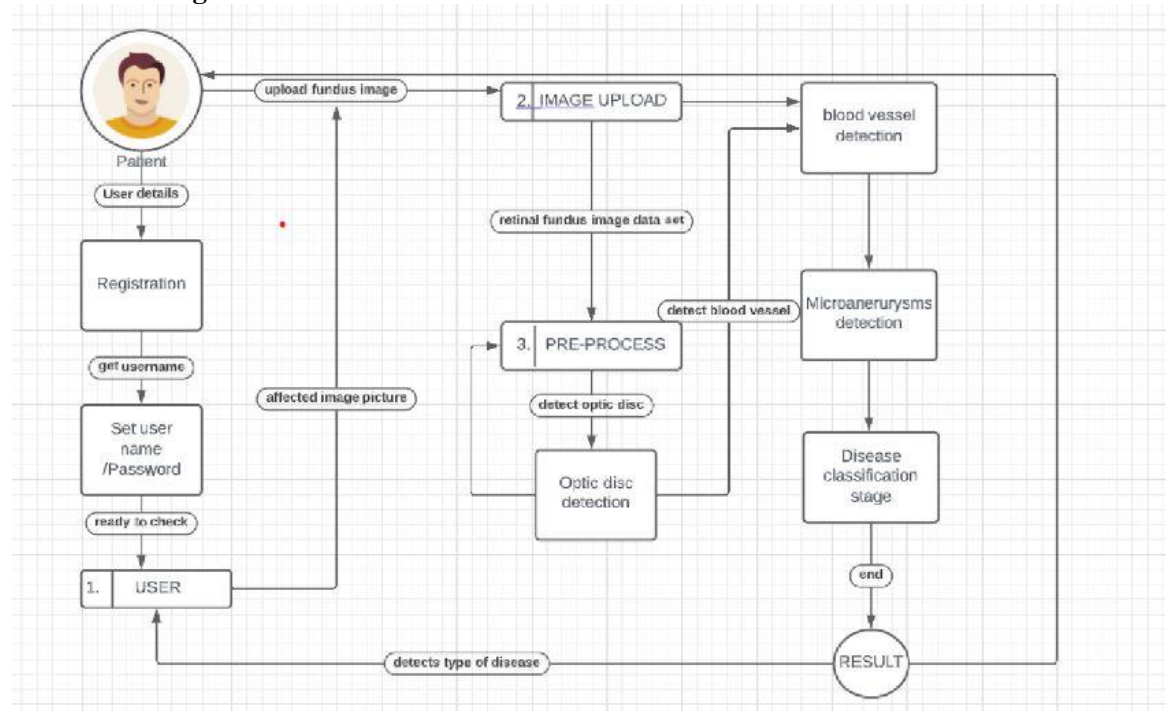 upload fundus image
2. IMAGE UPLOAD
blood vessel
detection
Patient
User details
retinal fundus image data set
Registration
Microanerurysms
detection
detect blood vessel
3. PRE-PROCESS
get username
affected image picture
detect optic disc
Set user
name
/Password
Disease
classification
stage
Optic disc
detection
ready to check
1. USER
end
RESULT
detects type of disease